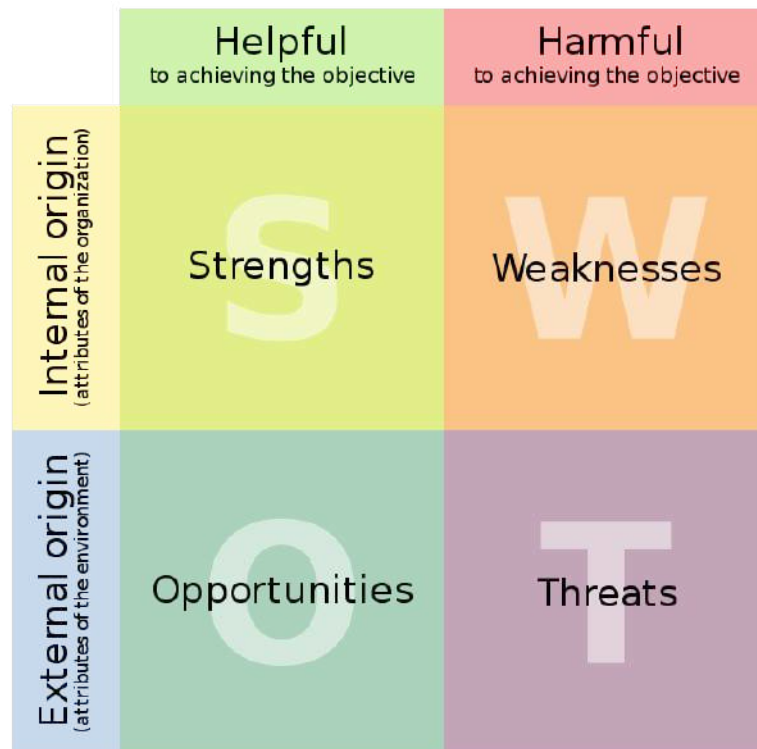 Helpful
to achieving the objective
Harmful
to achieving the objective
Internal origin
(attributes of the organization)
S
Strengths
W
Weaknesses
External origin
(attributes of the environment)
O
Opportunities
T
Threats